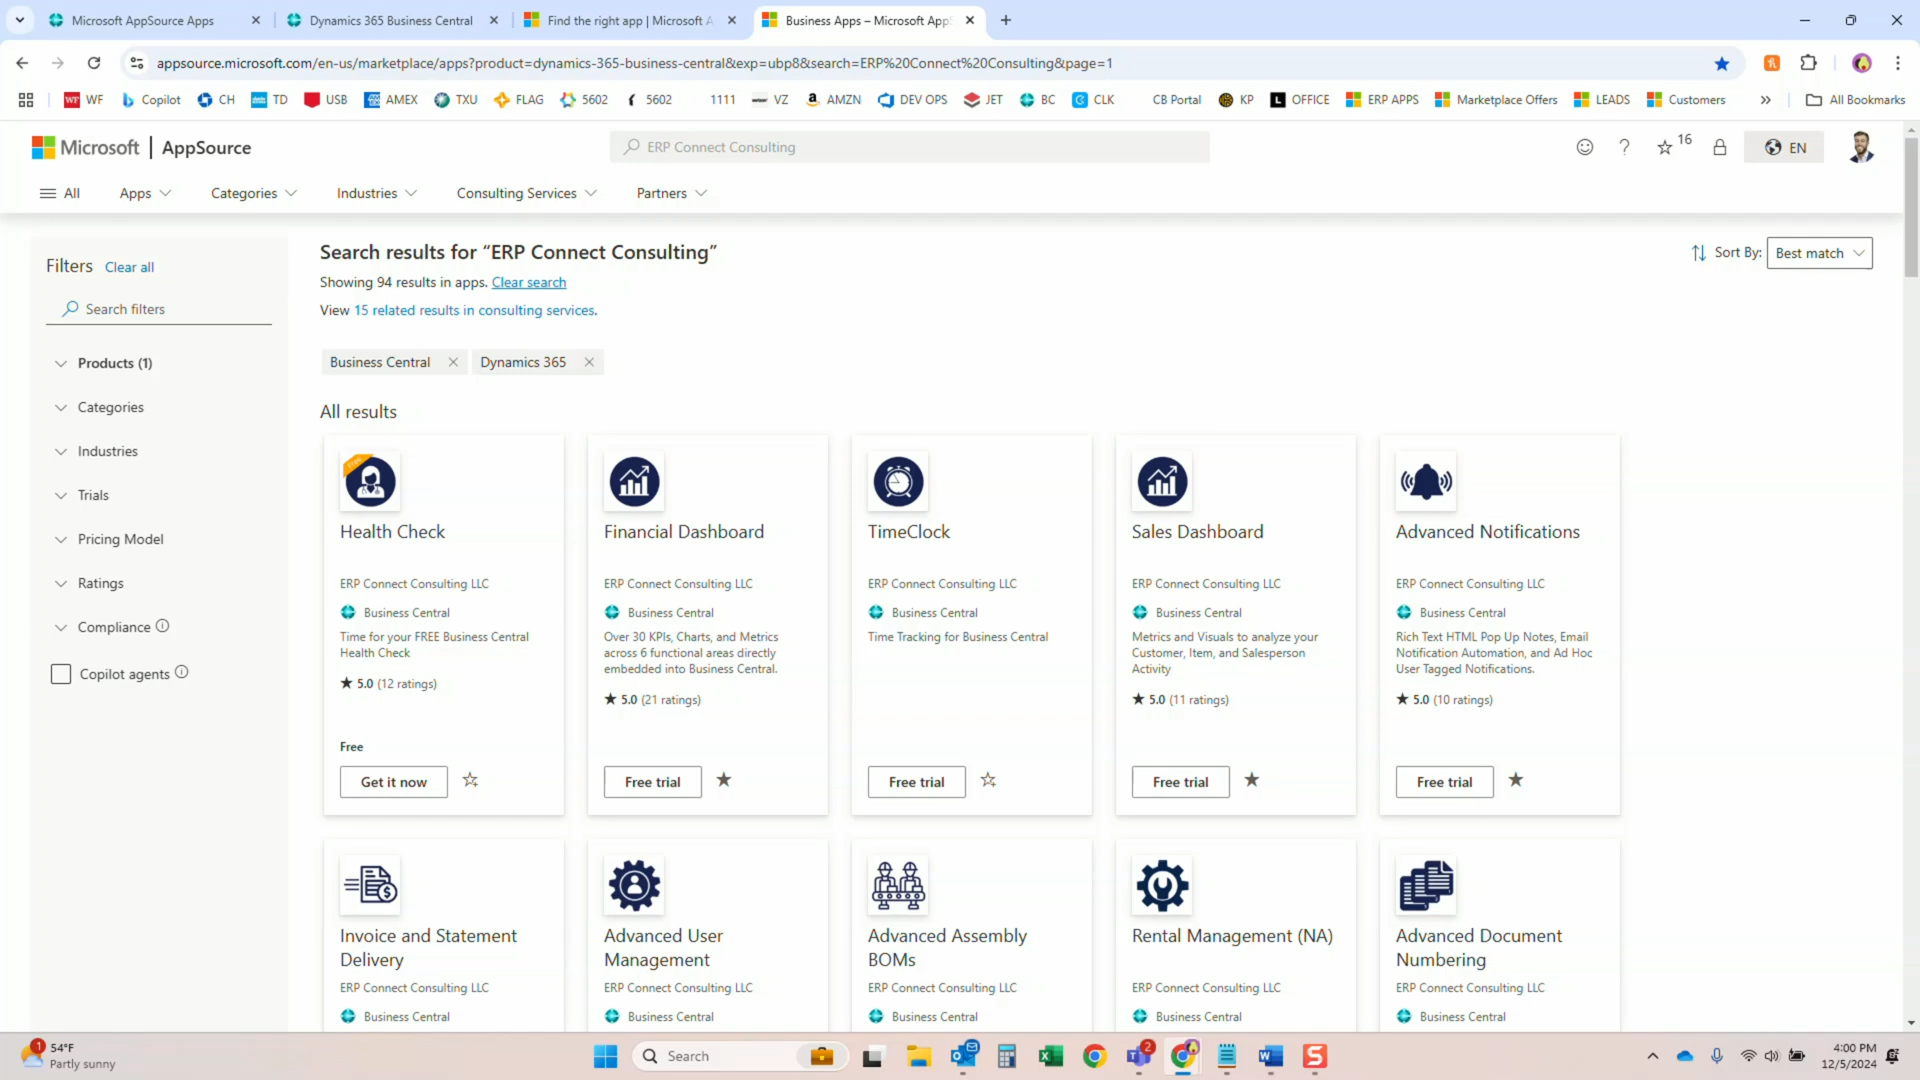 Microsoft AppSource Apps
Dynamics 365 Business Central
Find the right app | Microsoft A
Business Apps – Microsoft AppS
appsource.microsoft.com/en-us/marketplace/apps?product=dynamics-365-business-central&exp=ubp8&search=ERP%20Connect%20Consulting&page=1
WF WF Copilot CH TD USB AMEX TXU FLAG 5602 5602 1111 VZ AMZN DEV OPS JET BC CLK CB Portal KP OFFICE ERP APPS Marketplace Offers LEADS Customers » All Bookmarks
Microsoft | AppSource
ERP Connect Consulting
16
EN
All Apps Categories Industries Consulting Services Partners
Filters Clear all
Search filters
Products (1)
Categories
Industries
Trials
Pricing Model
Ratings
Compliance
Copilot agents
Search results for “ERP Connect Consulting”
Showing 94 results in apps. Clear search
View 15 related results in consulting services.
Sort By: Best match
Business Central Dynamics 365
All results
Health Check
ERP Connect Consulting LLC
Business Central
Time for your FREE Business Central
Health Check
5.0 (12 ratings)
Free
Get it now
Financial Dashboard
ERP Connect Consulting LLC
Business Central
Over 30 KPIs, Charts, and Metrics
across 6 functional areas directly
embedded into Business Central.
5.0 (21 ratings)
Free trial
TimeClock
ERP Connect Consulting LLC
Business Central
Time Tracking for Business Central
Free trial
Sales Dashboard
ERP Connect Consulting LLC
Business Central
Metrics and Visuals to analyze your
Customer, Item, and Salesperson
Activity
5.0 (11 ratings)
Free trial
Advanced Notifications
ERP Connect Consulting LLC
Business Central
Rich Text HTML Pop Up Notes, Email
Notification Automation, and Ad Hoc
User Tagged Notifications.
5.0 (10 ratings)
Free trial
Invoice and Statement
Delivery
ERP Connect Consulting LLC
Business Central
Advanced User
Management
ERP Connect Consulting LLC
Business Central
Advanced Assembly
BOMs
ERP Connect Consulting LLC
Business Central
Rental Management (NA)
ERP Connect Consulting LLC
Business Central
Advanced Document
Numbering
ERP Connect Consulting LLC
Business Central
1
54°F
Partly sunny
Search
2
4:00 PM
12/5/2024